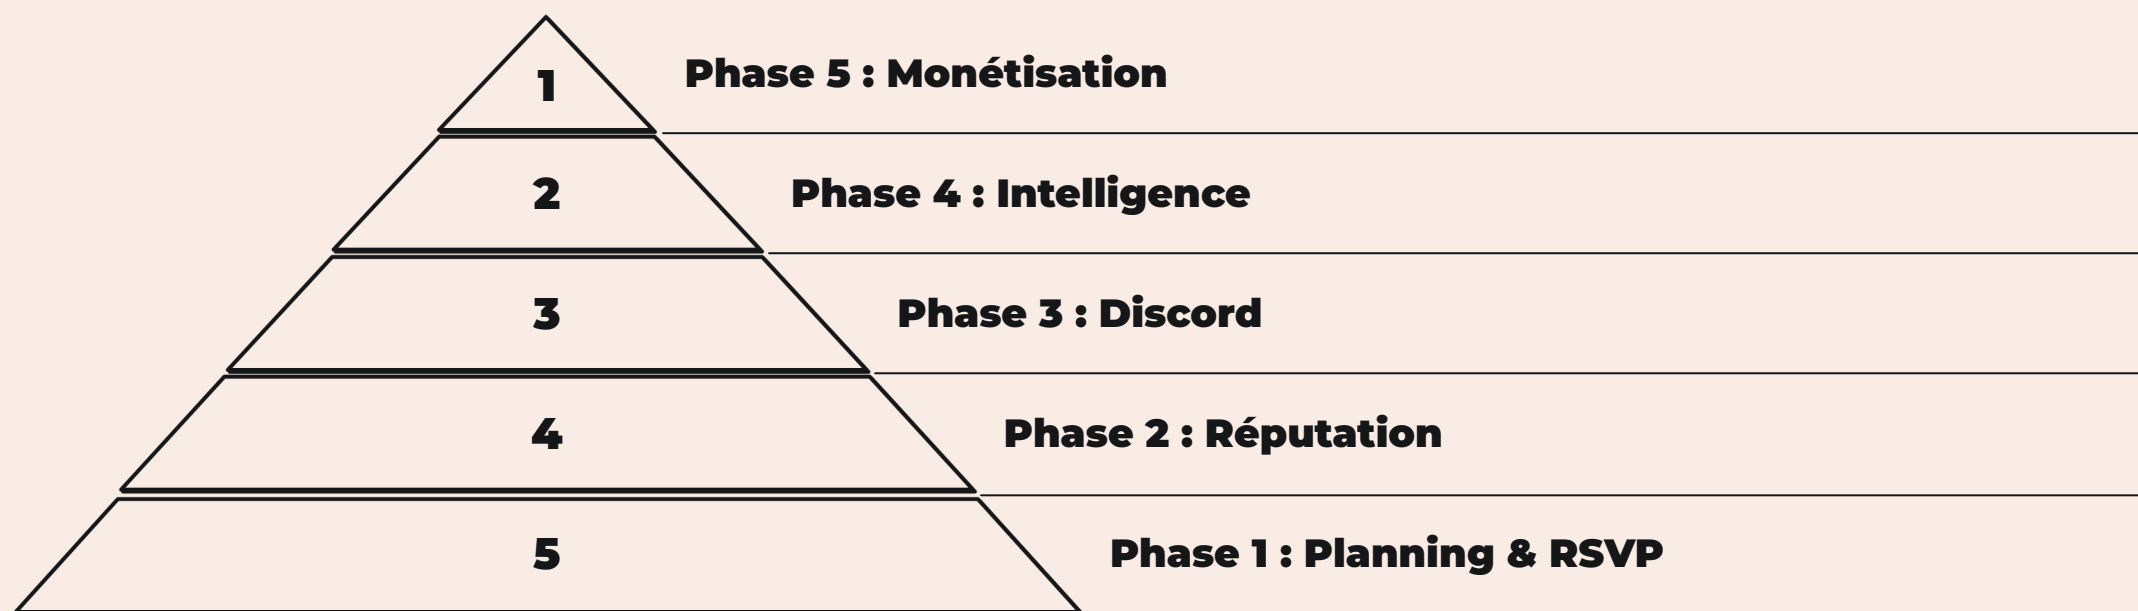 1
Phase 5 : Monétisation
2
Phase 4 : Intelligence
3
Phase 3 : Discord
4
Phase 2 : Réputation
5
Phase 1 : Planning & RSVP